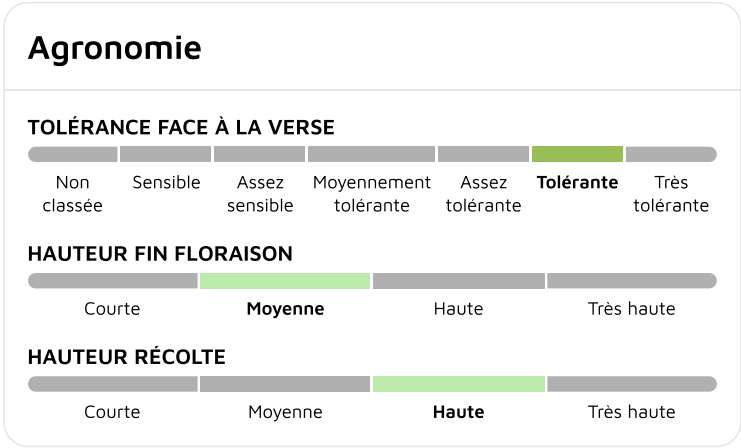 Agronomie
TOLÉRANCE FACE À LA VERSE
Non Sensible Assez Moyennement Assez Tolérante Très
classée sensible tolérante tolérante tolérante
HAUTEUR FIN FLORAISON
Courte Moyenne Haute Très haute
HAUTEUR RÉCOLTE
Courte Moyenne Haute Très haute